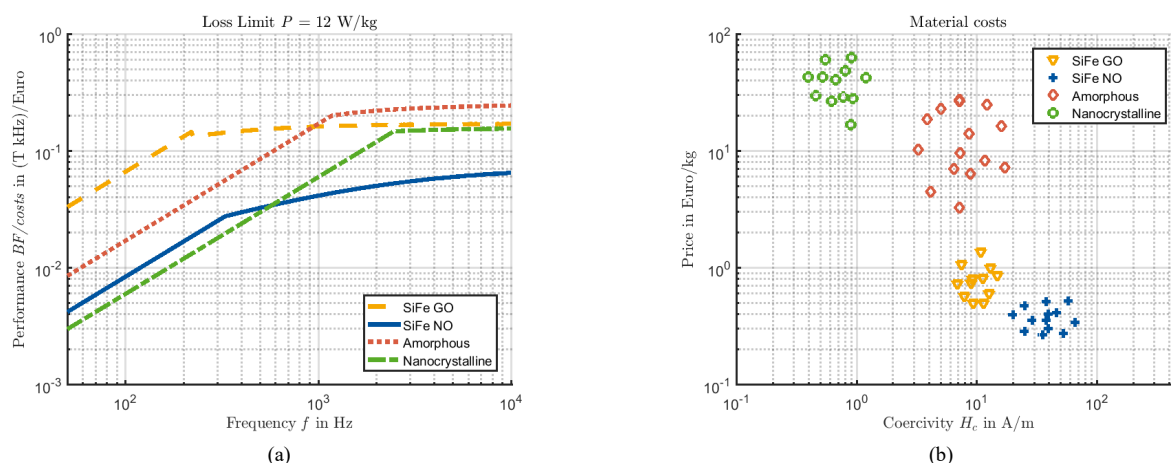 Loss Limit P = 12 W/kg
Performance BF/costs in (T kHz)/Euro
10^0
10^-1
10^-2
10^-3
SiFe GO
SiFe NO
Amorphous
Nanocrystalline
10^2
10^3
10^4
Frequency f in Hz
(a)
Material costs
Price in Euro/kg
10^2
10^1
10^0
10^-1
SiFe GO
SiFe NO
Amorphous
Nanocrystalline
10^-1
10^0
10^1
10^2
Coercivity H_c in A/m
(b)